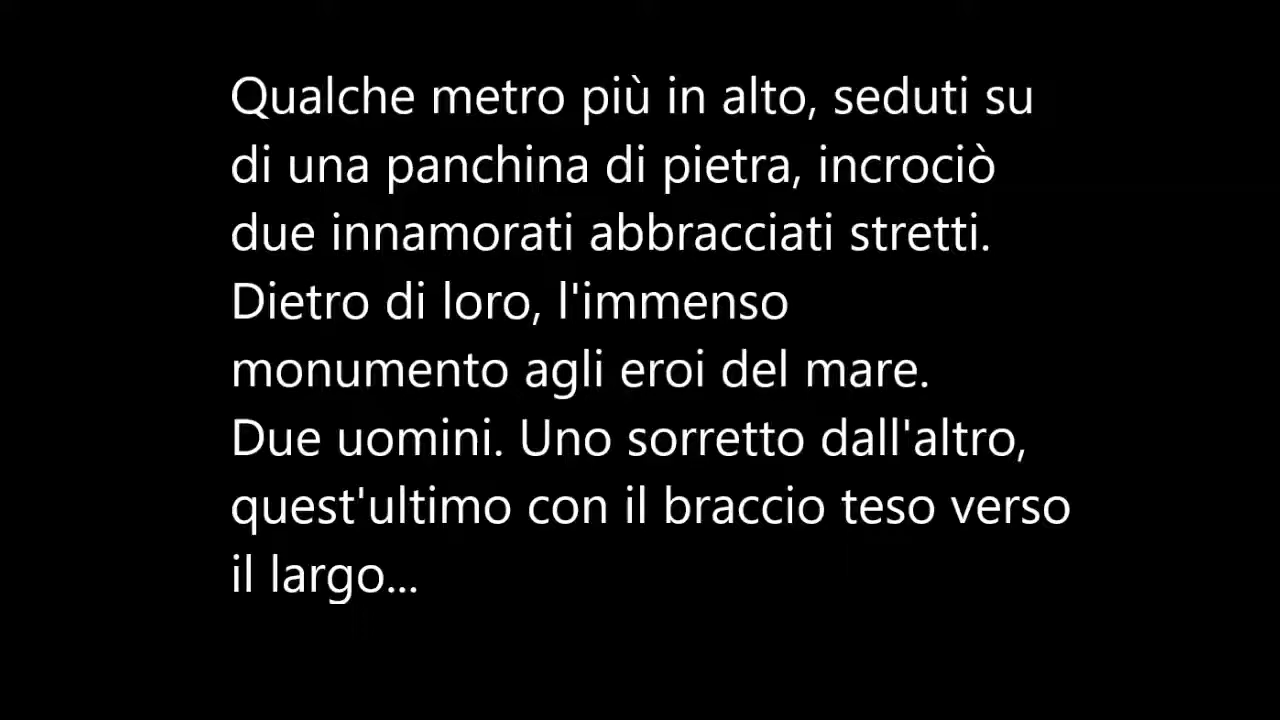 Qualche metro più in alto, seduti su
di una panchina di pietra, incrociò
due innamorati abbracciati stretti.
Dietro di loro, l'immenso
monumento agli eroi del mare.
Due uomini. Uno sorretto dall'altro,
quest'ultimo con il braccio teso verso
il largo...